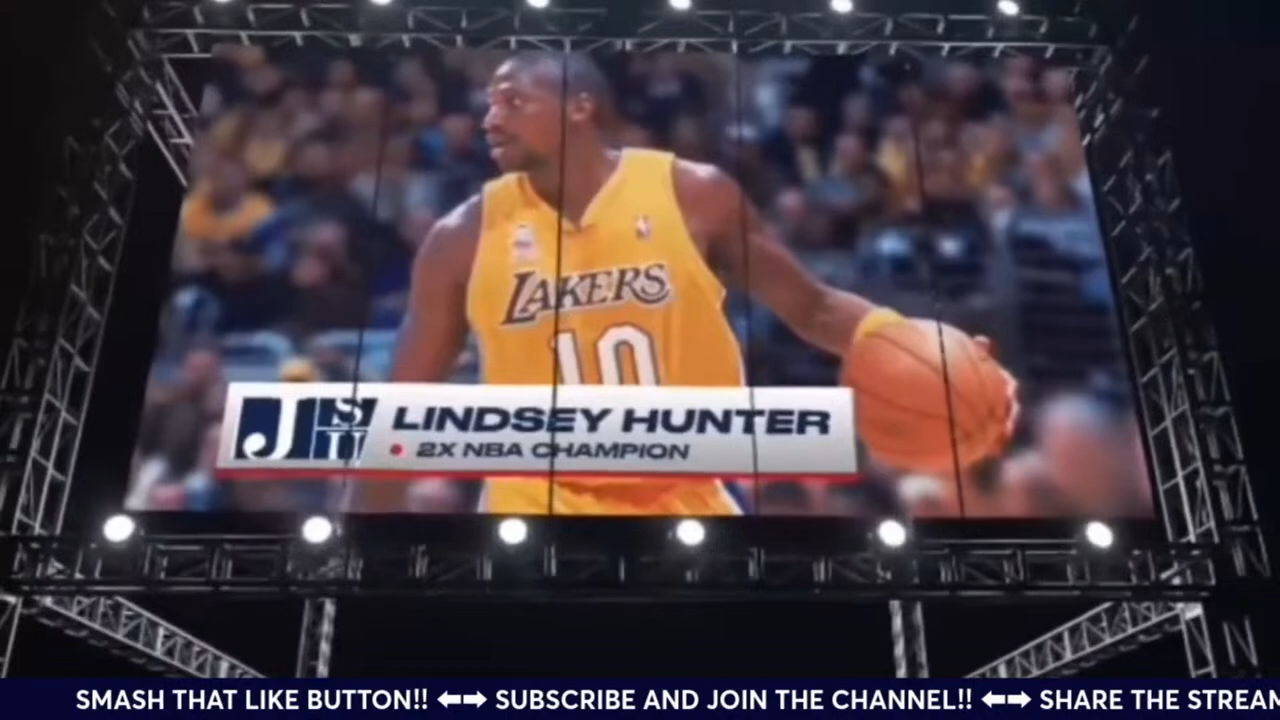 LAKERS
10
J SU
LINDSEY HUNTER
2X NBA CHAMPION
SMASH THAT LIKE BUTTON!! ⬅➡ SUBSCRIBE AND JOIN THE CHANNEL!! ⬅➡ SHARE THE STREAM